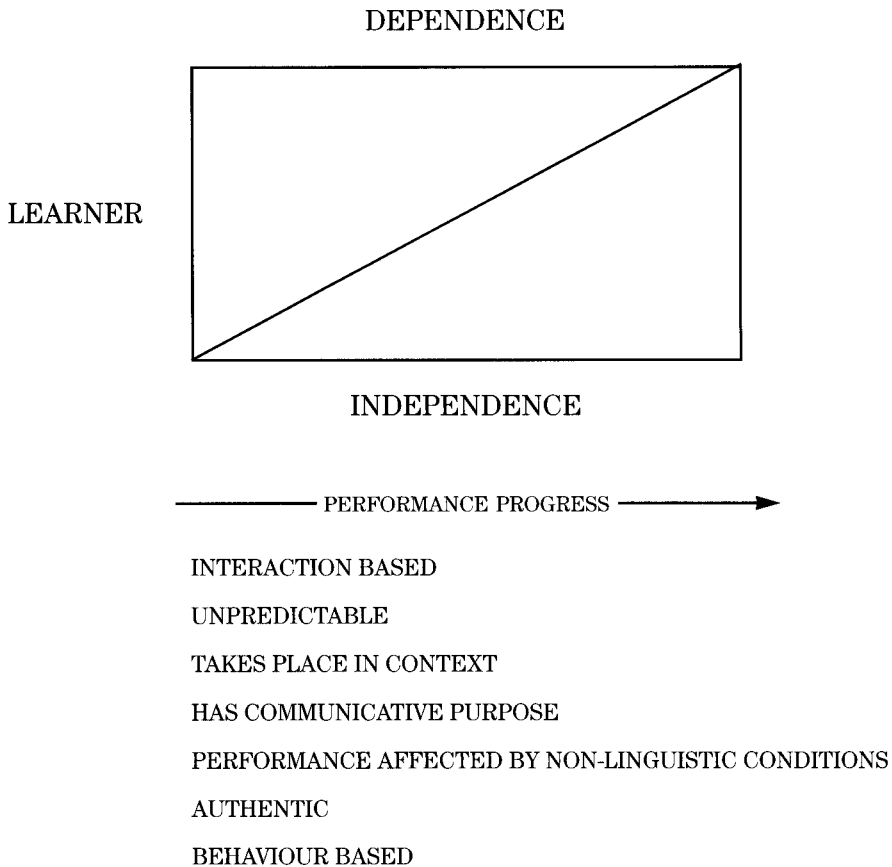 DEPENDENCE
LEARNER
INDEPENDENCE
PERFORMANCE PROGRESS
INTERACTION BASED
UNPREDICTABLE
TAKES PLACE IN CONTEXT
HAS COMMUNICATIVE PURPOSE
PERFORMANCE AFFECTED BY NON-LINGUISTIC CONDITIONS
AUTHENTIC
BEHAVIOUR BASED